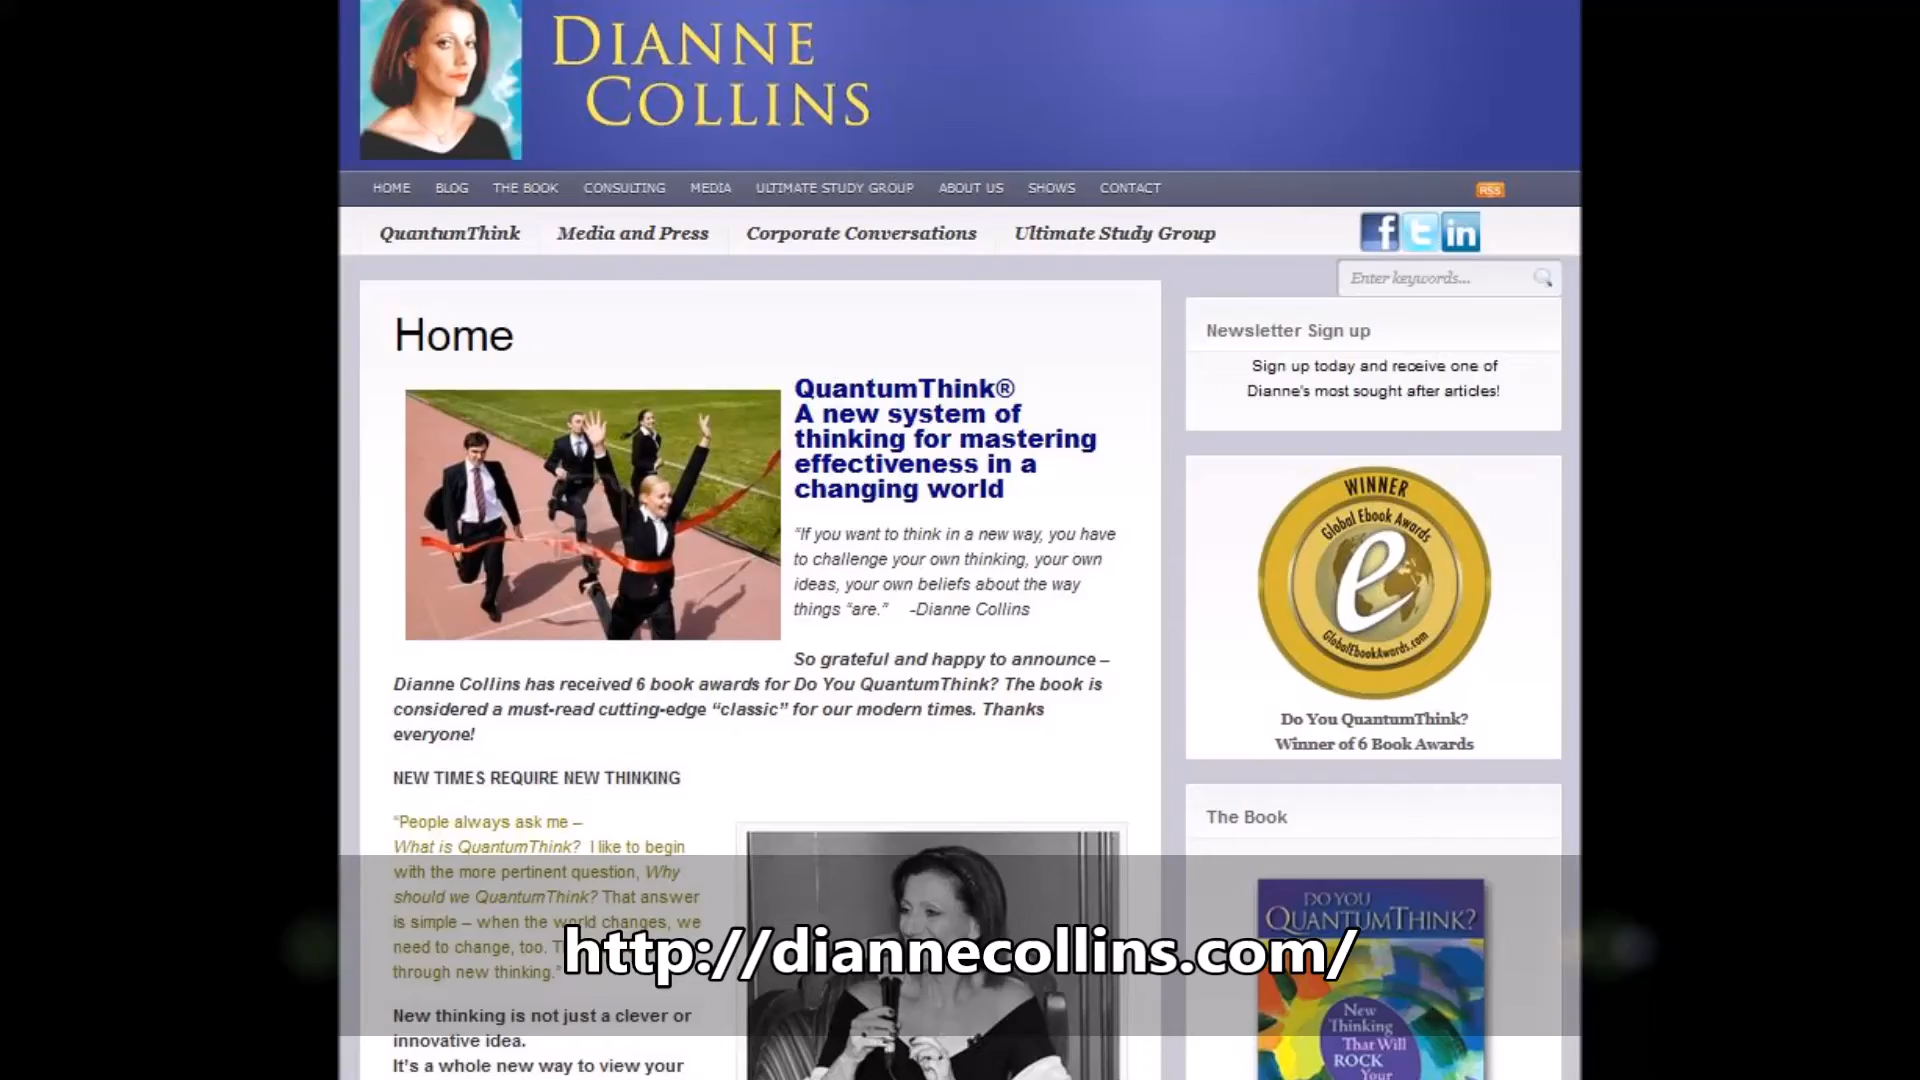 DIANNE
COLLINS
HOME BLOG THE BOOK CONSULTING MEDIA ULTIMATE STUDY GROUP ABOUT US SHOWS CONTACT RSS
QuantumThink Media and Press Corporate Conversations Ultimate Study Group f t in
Enter keywords...
Home
QuantumThink®
A new system of
thinking for mastering
effectiveness in a
changing world
“If you want to think in a new way, you have
to challenge your own thinking, your own
ideas, your own beliefs about the way
things “are.” -Dianne Collins
So grateful and happy to announce –
Dianne Collins has received 6 book awards for Do You QuantumThink? The book is
considered a must-read cutting-edge “classic” for our modern times. Thanks
everyone!
NEW TIMES REQUIRE NEW THINKING
“People always ask me –
What is QuantumThink? I like to begin
with the more pertinent question, Why
should we QuantumThink? That answer
is simple – when the world changes, we
need to change, too.
through new thinking.”
New thinking is not just a clever or
innovative idea.
It's a whole new way to view your
Newsletter Sign up
Sign up today and receive one of
Dianne's most sought after articles!
WINNER
Global Ebook Awards
e
GlobalEbookAwards.com
Do You QuantumThink?
Winner of 6 Book Awards
The Book
DO YOU
QUANTUMTHINK?
New
Thinking
That Will
ROCK
Your
http://diannecollins.com/